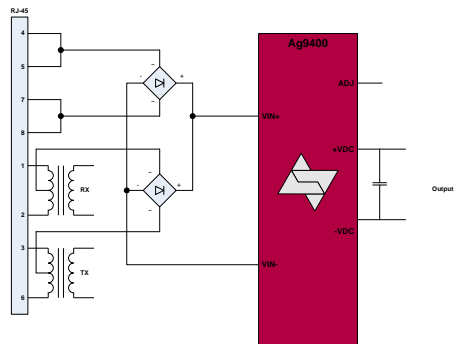 RJ-45
4
5
7
8
1
2
3
6
~
-
+
~
~
-
+
~
RX
TX
Ag9400
ADJ
VIN+
+VDC
Output
-VDC
VIN-